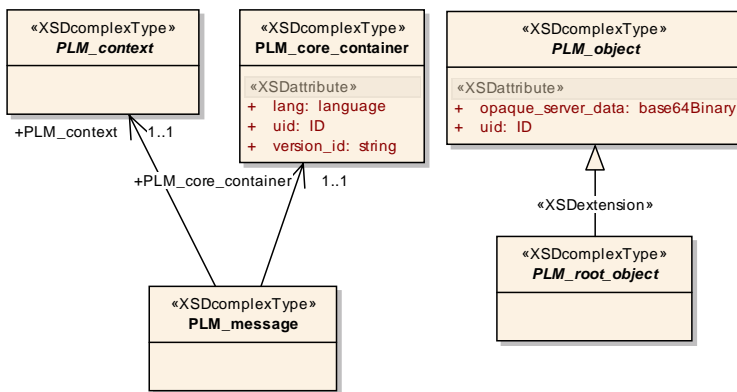 «XSDcomplexType»
PLM_context
«XSDcomplexType»
PLM_core_container
«XSDattribute»
+ lang: language
+ uid: ID
+ version_id: string
«XSDcomplexType»
PLM_object
«XSDattribute»
+ opaque_server_data: base64Binary
+ uid: ID
+PLM_context 1..1
+PLM_core_container 1..1
«XSDextension»
«XSDcomplexType»
PLM_root_object
«XSDcomplexType»
PLM_message